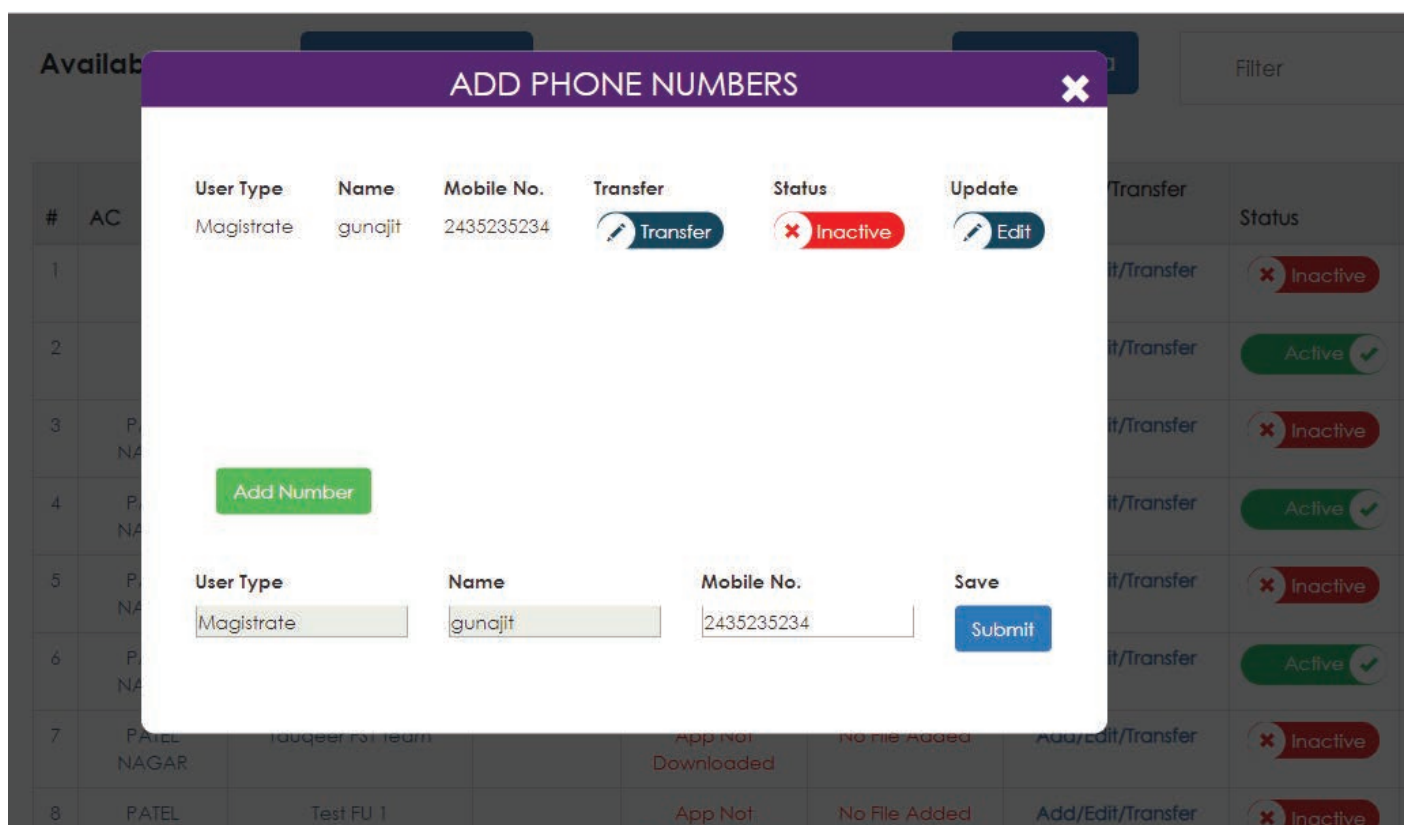 Availab
Filter
ADD PHONE NUMBERS
User Type Name Mobile No. Transfer Status Update
Magistrate gunajit 2435235234 Transfer Inactive Edit
Add Number
User Type Name Mobile No. Save
Magistrate gunajit 2435235234 Submit
# AC /Transfer Status
1 it/Transfer Inactive
2 it/Transfer Active
3 it/Transfer Inactive
4 it/Transfer Active
5 it/Transfer Inactive
6 it/Transfer Active
7 PATEL NAGAR Tauqeer FST Team App Not Downloaded No File Added Add/Edit/Transfer Inactive
8 PATEL Test FU 1 App Not No File Added Add/Edit/Transfer Inactive